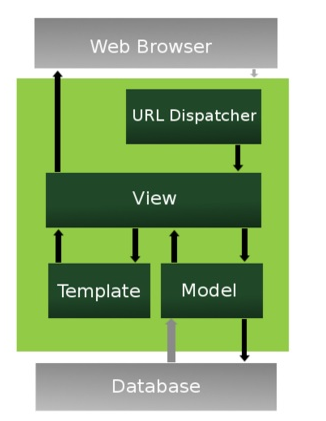 Web Browser
URL Dispatcher
View
Template
Model
Database